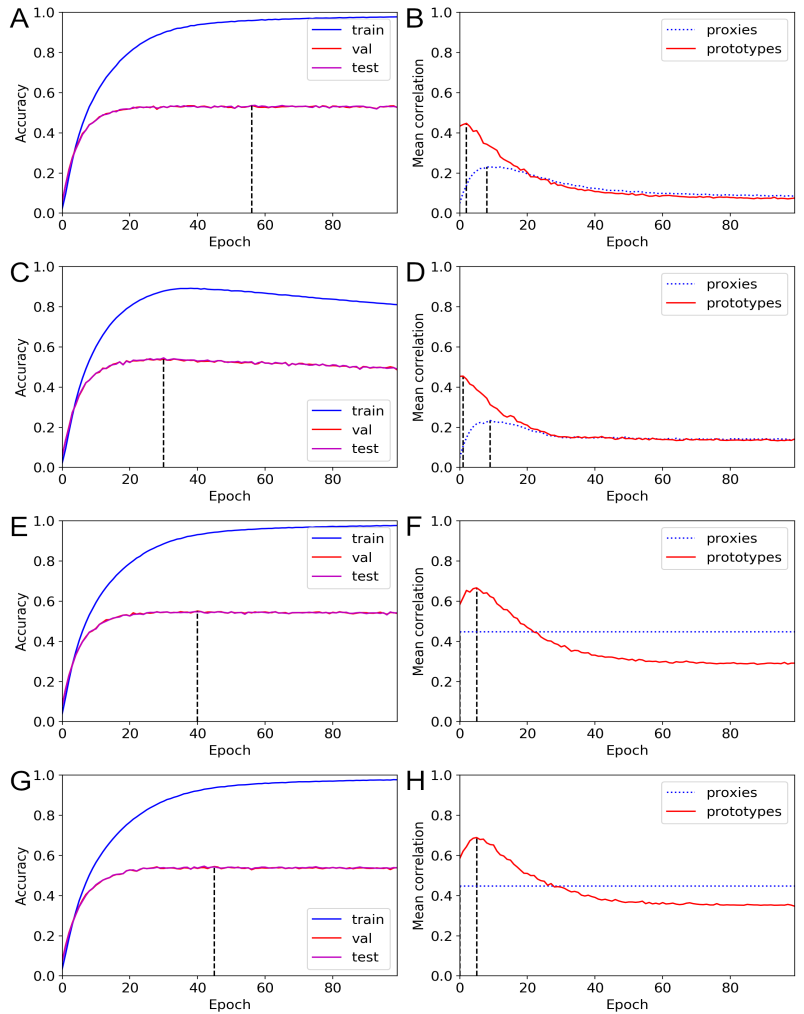 A
1.0
0.8
0.6
0.4
0.2
0.0
Accuracy
0 20 40 60 80
Epoch
train
val
test
B
1.0
0.8
0.6
0.4
0.2
0.0
Mean correlation
0 20 40 60 80
Epoch
proxies
prototypes
C
1.0
0.8
0.6
0.4
0.2
0.0
Accuracy
0 20 40 60 80
Epoch
train
val
test
D
1.0
0.8
0.6
0.4
0.2
0.0
Mean correlation
0 20 40 60 80
Epoch
proxies
prototypes
E
1.0
0.8
0.6
0.4
0.2
0.0
Accuracy
0 20 40 60 80
Epoch
train
val
test
F
1.0
0.8
0.6
0.4
0.2
0.0
Mean correlation
0 20 40 60 80
Epoch
proxies
prototypes
G
1.0
0.8
0.6
0.4
0.2
0.0
Accuracy
0 20 40 60 80
Epoch
train
val
test
H
1.0
0.8
0.6
0.4
0.2
0.0
Mean correlation
0 20 40 60 80
Epoch
proxies
prototypes